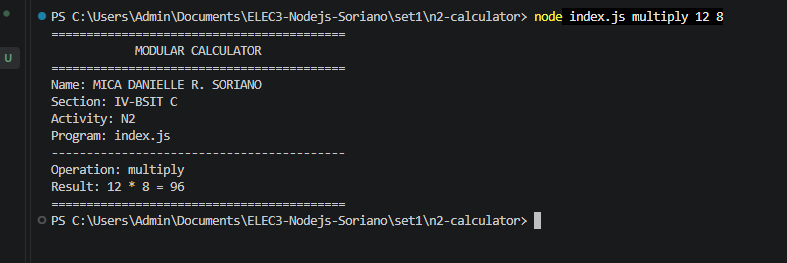 PS C:\Users\Admin\Documents\ELEC3-Nodejs-Soriano\set1\n2-calculator> node index.js multiply 12 8
==========================================
MODULAR CALCULATOR
==========================================
Name: MICA DANIELLE R. SORIANO
Section: IV-BSIT C
Activity: N2
Program: index.js
------------------------------------------
Operation: multiply
Result: 12 * 8 = 96
==========================================
PS C:\Users\Admin\Documents\ELEC3-Nodejs-Soriano\set1\n2-calculator>
U